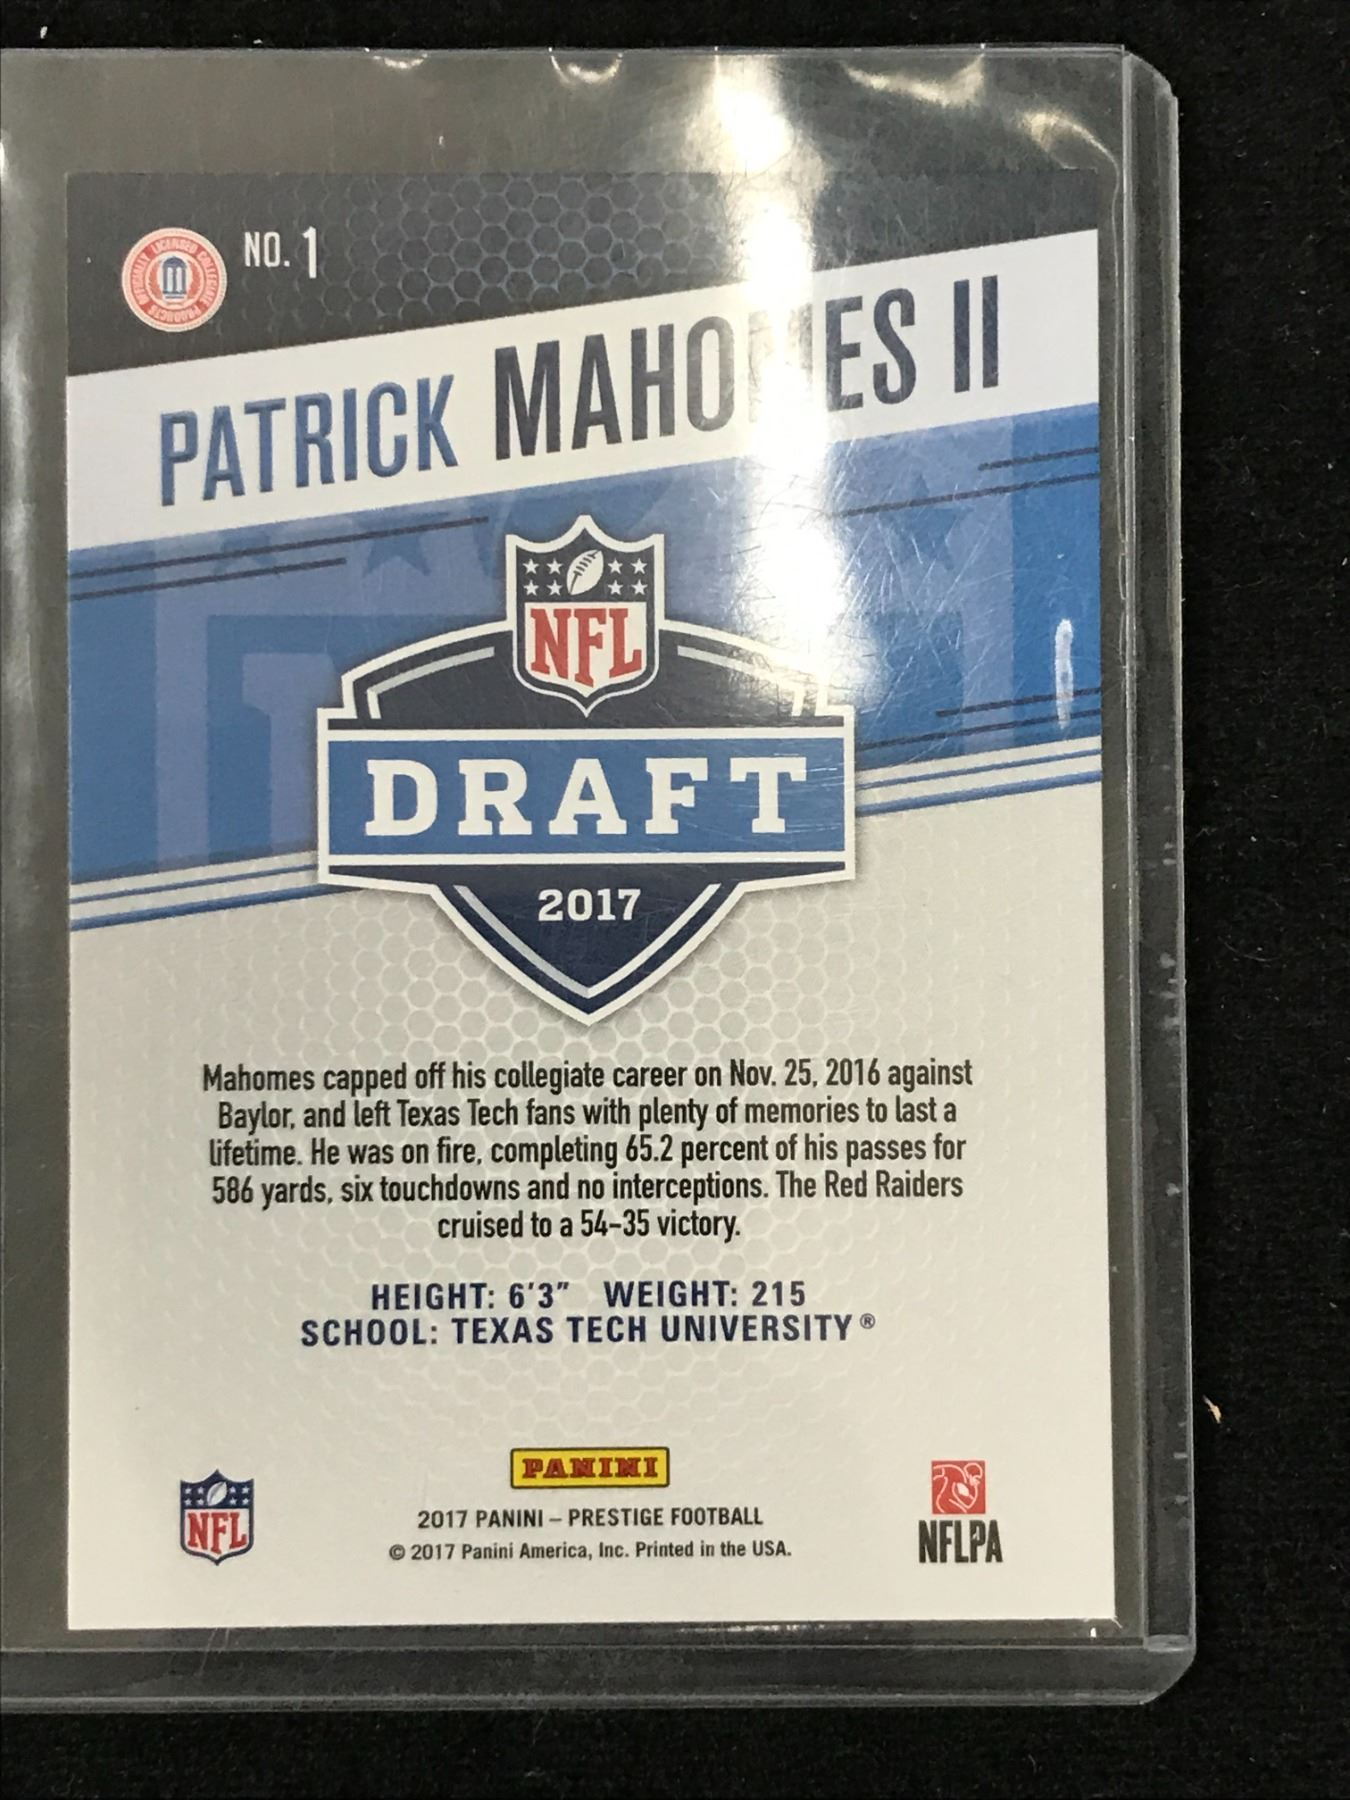 OFFICIALLY LICENSED COLLEGIATE PRODUCTS
NO. 1
PATRICK MAHOMES II
NFL
DRAFT
2017
Mahomes capped off his collegiate career on Nov. 25, 2016 against
Baylor, and left Texas Tech fans with plenty of memories to last a
lifetime. He was on fire, completing 65.2 percent of his passes for
586 yards, six touchdowns and no interceptions. The Red Raiders
cruised to a 54-35 victory.
HEIGHT: 6'3" WEIGHT: 215
SCHOOL: TEXAS TECH UNIVERSITY®
PANINI
NFL
2017 PANINI – PRESTIGE FOOTBALL
© 2017 Panini America, Inc. Printed in the USA.
NFLPA